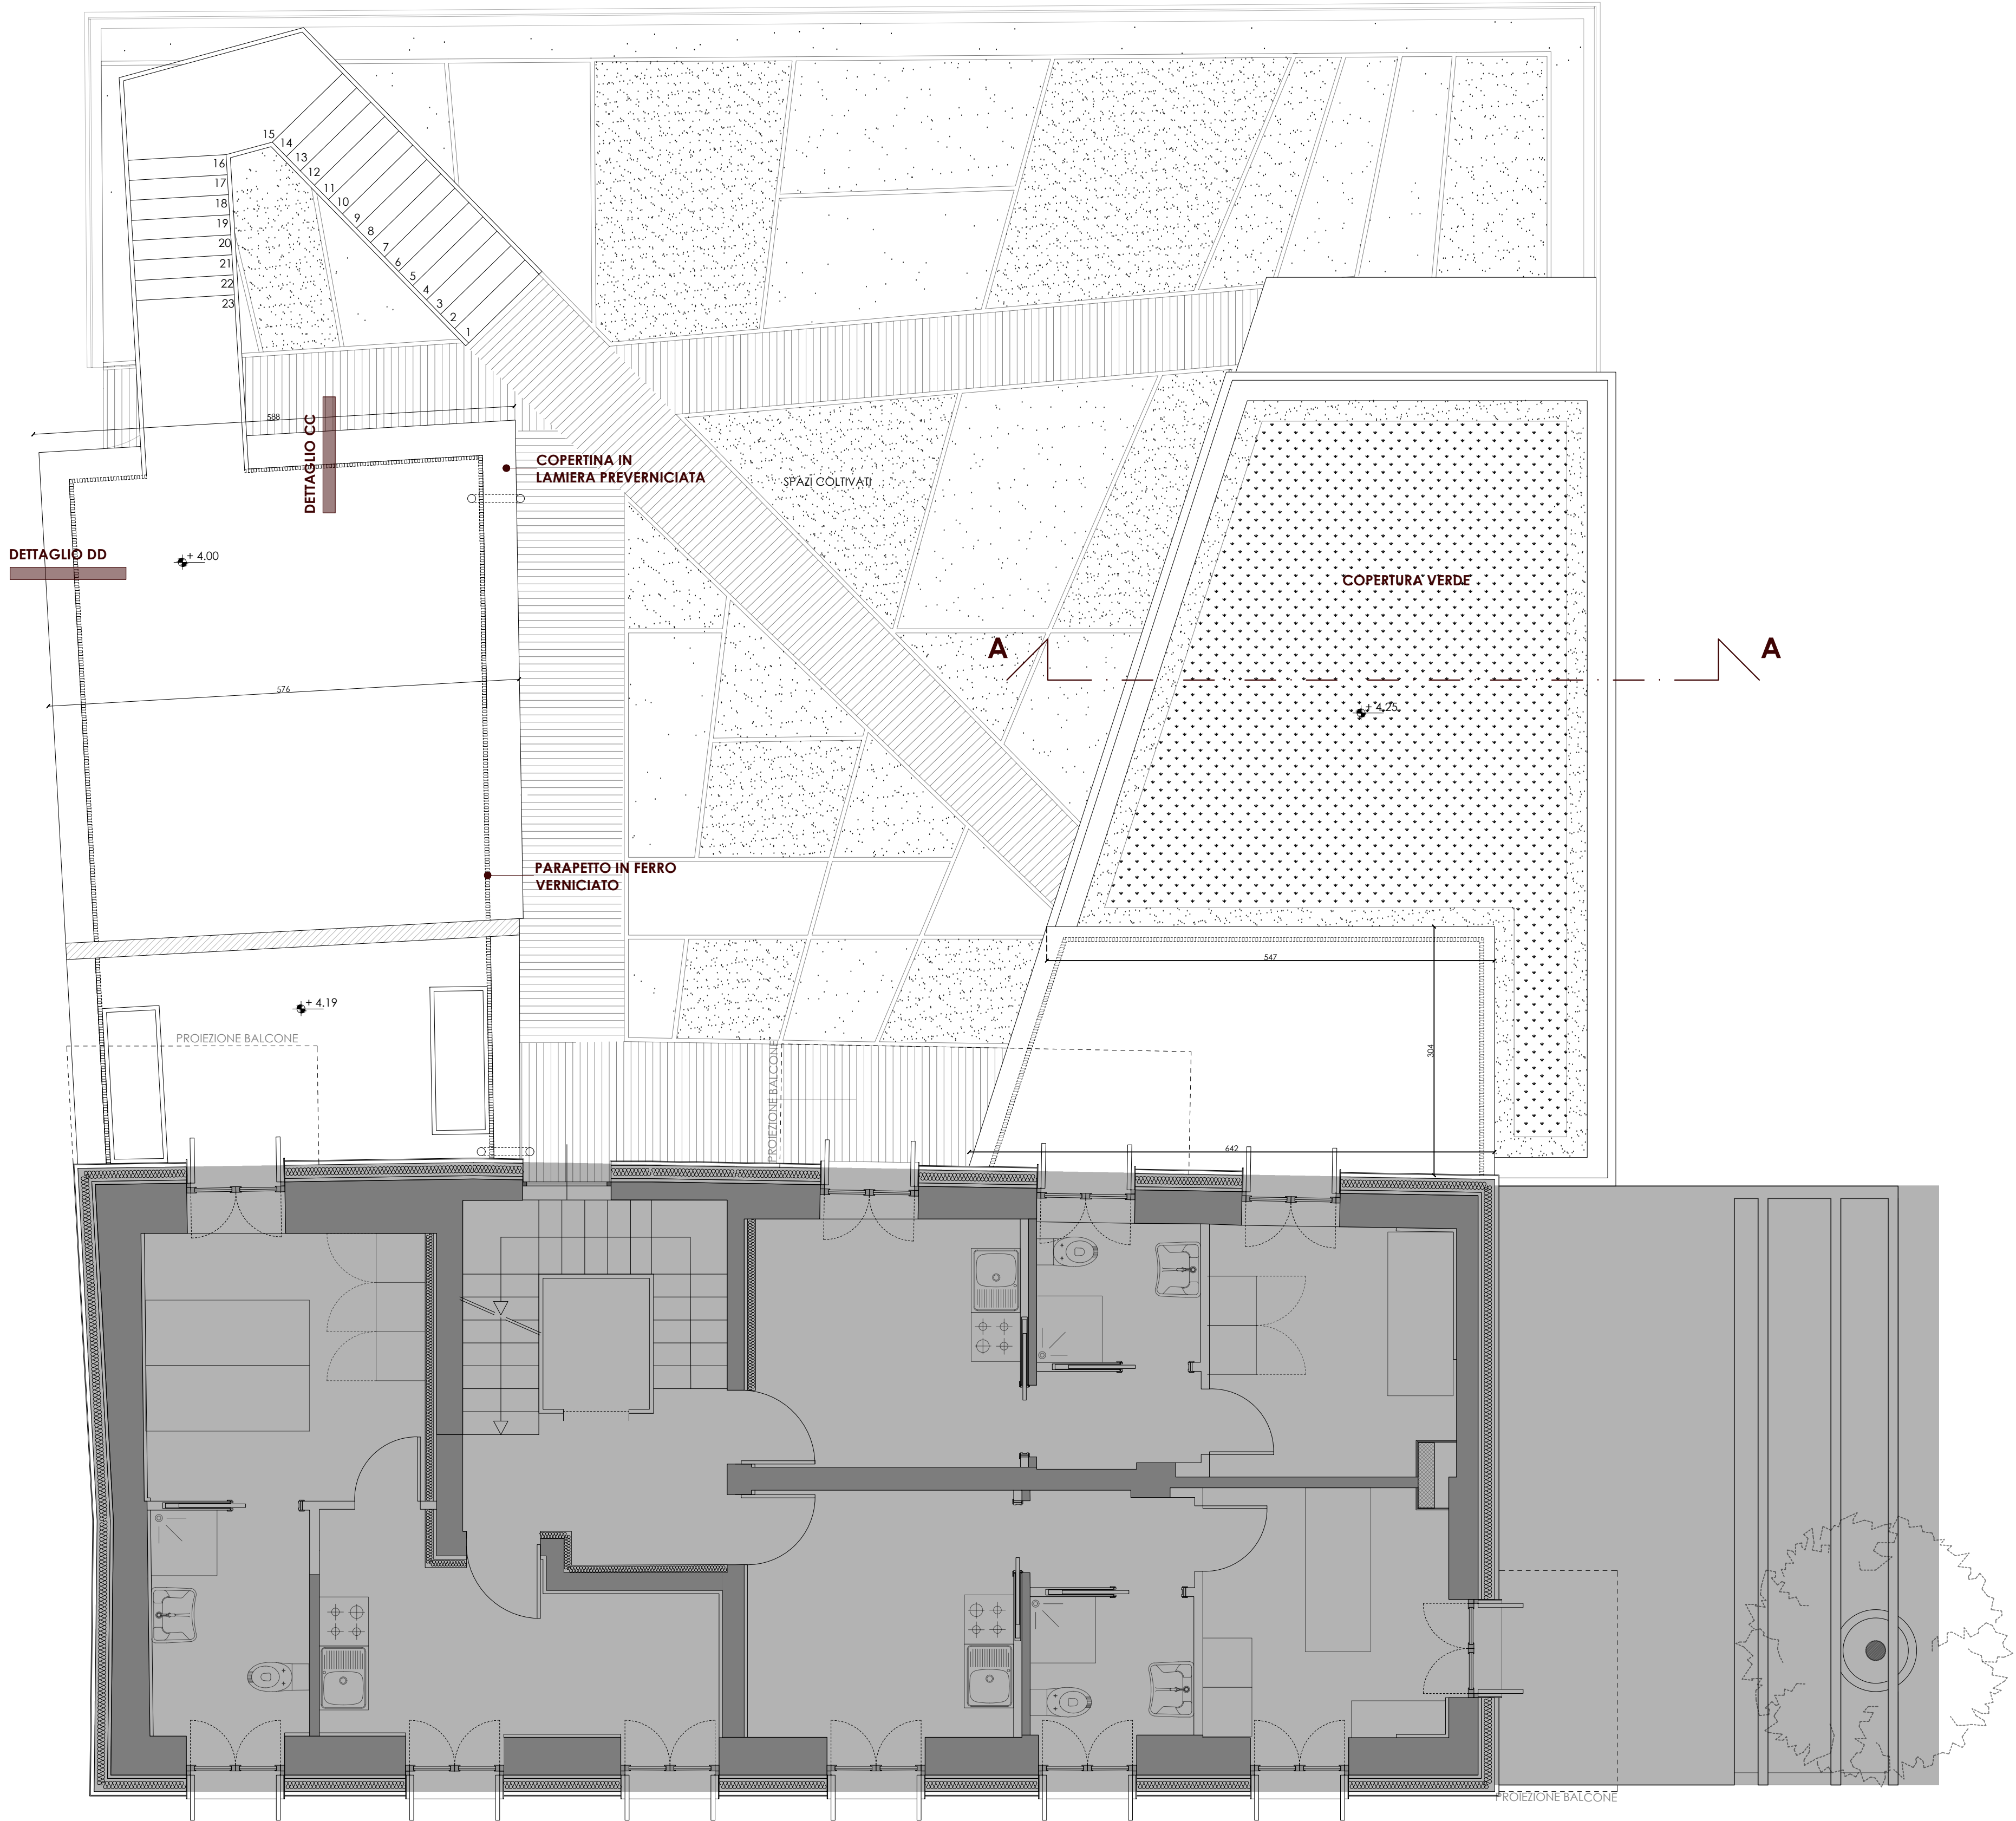 15
14
13
12
11
10
9
8
7
6
5
4
3
2
1
16
17
18
19
20
21
22
23
588
DETTAGLIO CC
COPERTINA IN
LAMIERA PREVERNICIATA
SPAZI COLTIVATI
DETTAGLIO DD
+ 4.00
COPERTURA VERDE
A
A
576
+ 4.25
PARAPETTO IN FERRO
VERNICIATO
547
+ 4.19
PROIEZIONE BALCONE
PROIEZIONE BALCONE
304
642
PROIEZIONE BALCONE